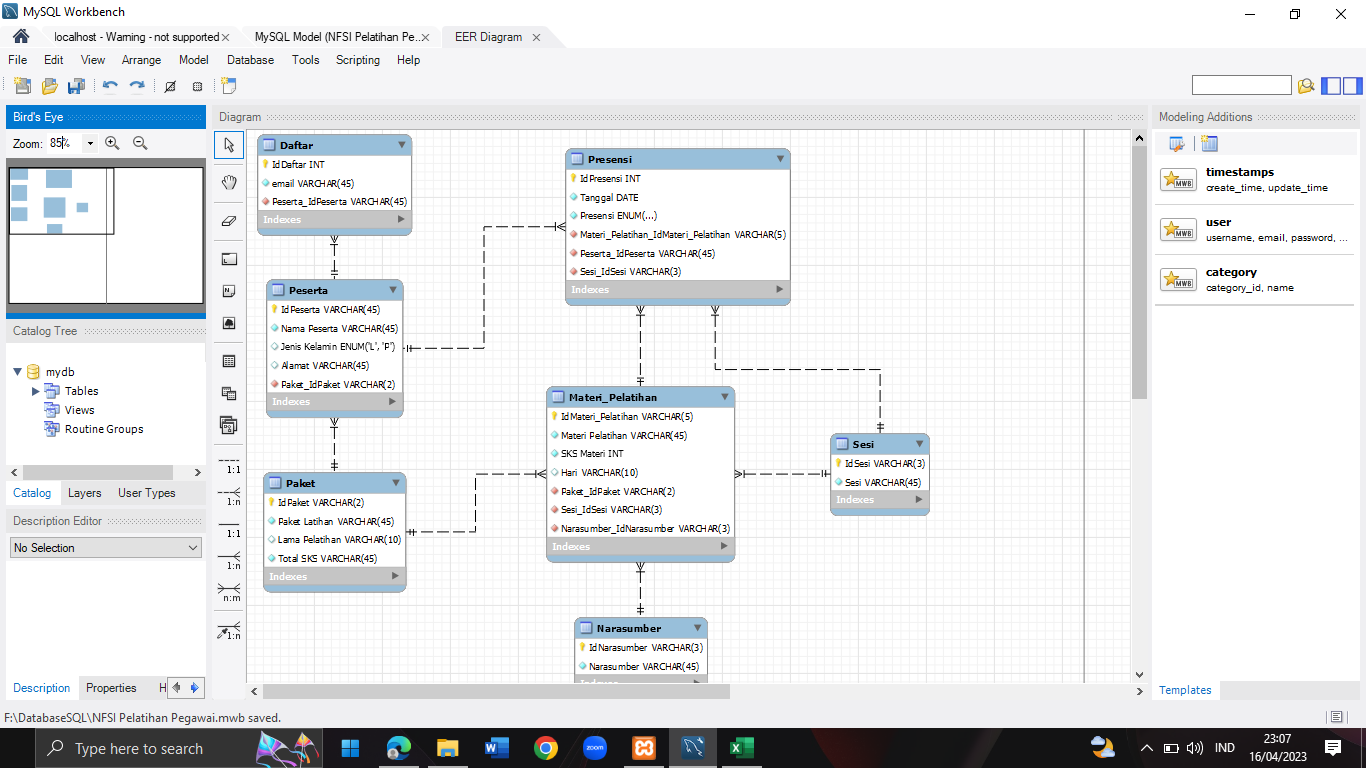 MySQL Workbench
localhost - Warning - not supported
MySQL Model (NFSI Pelatihan Pe..
EER Diagram
File Edit View Arrange Model Database Tools Scripting Help
Bird's Eye
Zoom: 85%
Catalog Tree
mydb
Tables
Views
Routine Groups
Catalog Layers User Types
Description Editor
No Selection
Description Properties H
Diagram
1:1
1:n
1:1
1:n
n:m
1:n
Daftar
IdDaftar INT
email VARCHAR(45)
Peserta_IdPeserta VARCHAR(45)
Indexes
Peserta
IdPeserta VARCHAR(45)
Nama Peserta VARCHAR(45)
Jenis Kelamin ENUM('L', 'P')
Alamat VARCHAR(45)
Paket_IdPaket VARCHAR(2)
Indexes
Paket
IdPaket VARCHAR(2)
Paket Latihan VARCHAR(45)
Lama Pelatihan VARCHAR(10)
Total SKS VARCHAR(45)
Indexes
Presensi
IdPresensi INT
Tanggal DATE
Presensi ENUM(...)
Materi_Pelatihan_IdMateri_Pelatihan VARCHAR(5)
Peserta_IdPeserta VARCHAR(45)
Sesi_IdSesi VARCHAR(3)
Indexes
Materi_Pelatihan
IdMateri_Pelatihan VARCHAR(5)
Materi Pelatihan VARCHAR(45)
SKS Materi INT
Hari VARCHAR(10)
Paket_IdPaket VARCHAR(2)
Sesi_IdSesi VARCHAR(3)
Narasumber_IdNarasumber VARCHAR(3)
Indexes
Sesi
IdSesi VARCHAR(3)
Sesi VARCHAR(45)
Indexes
Narasumber
IdNarasumber VARCHAR(3)
Narasumber VARCHAR(45)
Indexes
Modeling Additions
timestamps
create_time, update_time
user
username, email, password, ...
category
category_id, name
Templates
F:\DatabaseSQL\NFSI Pelatihan Pegawai.mwb saved.
Type here to search
IND
23:07
16/04/2023